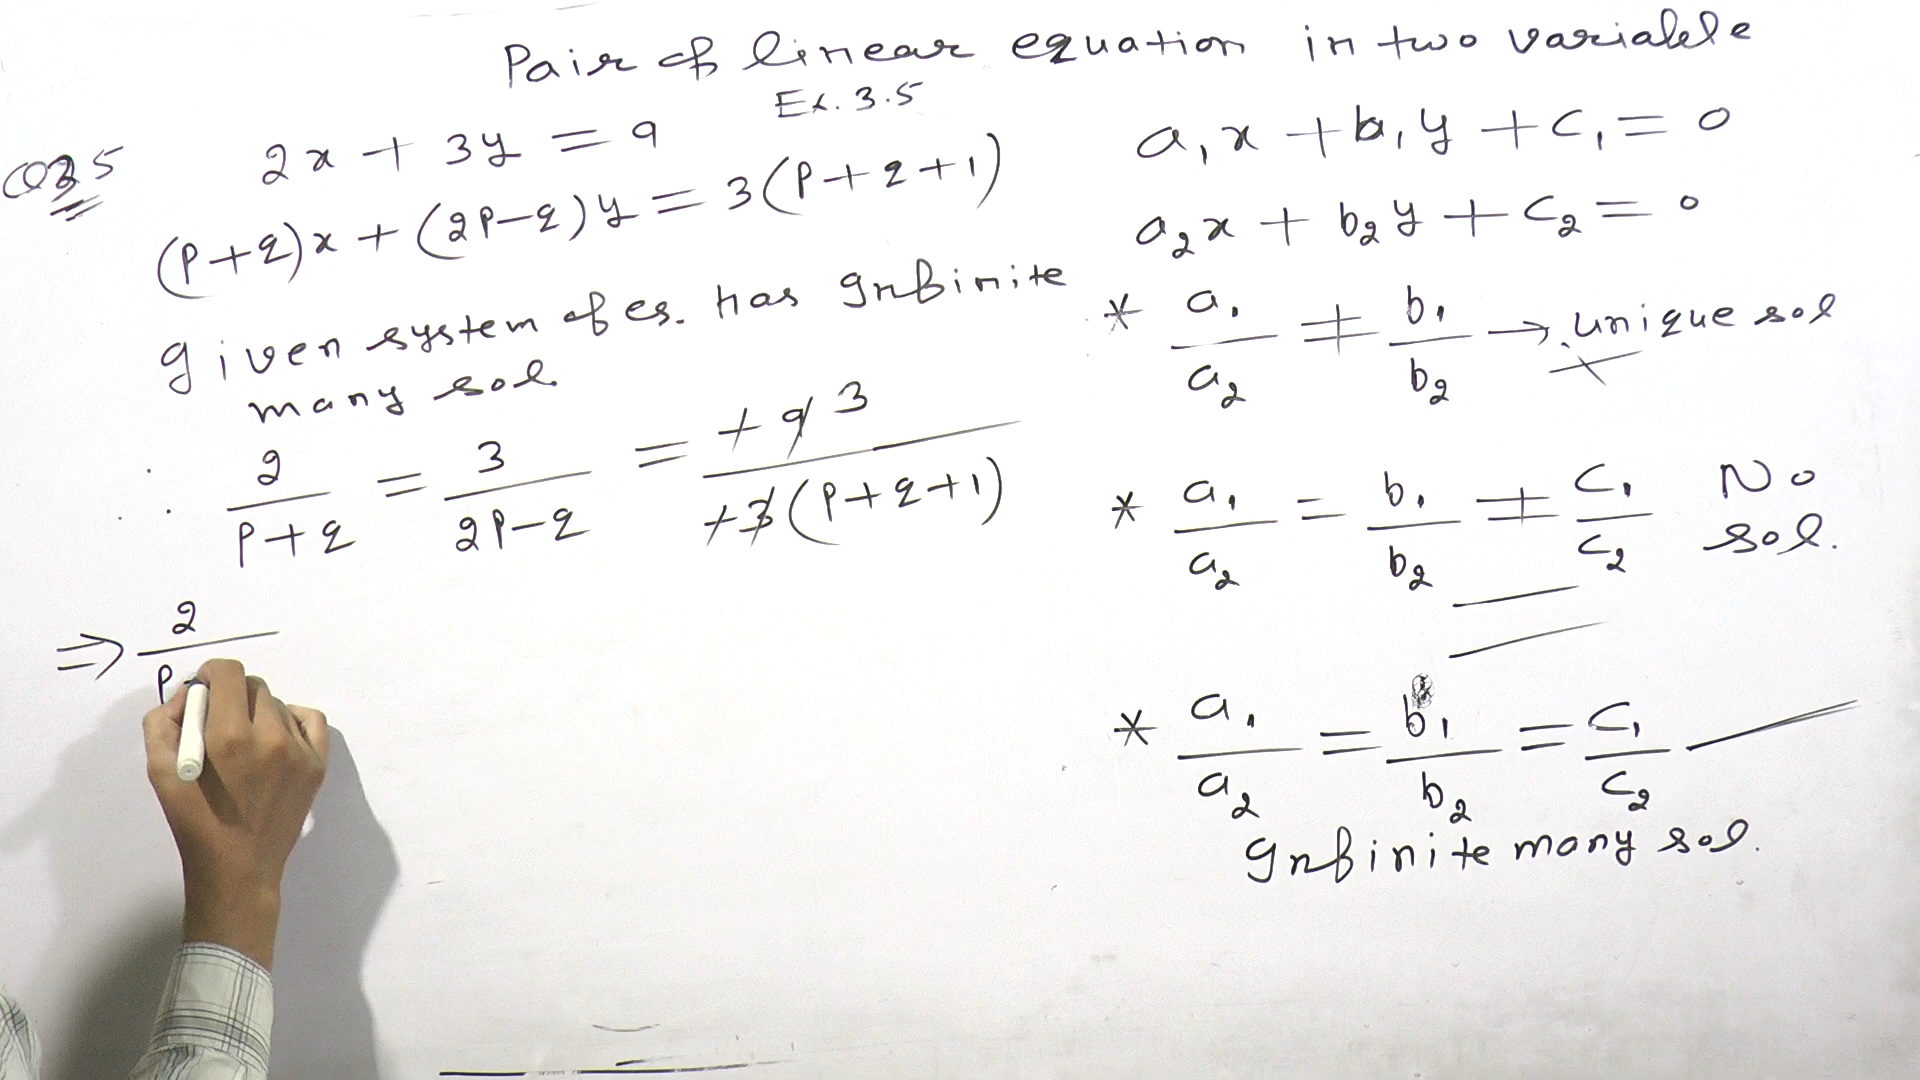 Pair of linear equation in two variable
Ex. 3.5
Q25
2x + 3y = 9
(p+q)x + (2p-q)y = 3(p+q+1)
Given system of eq. has Infinite
many sol.
∴ 2/(p+q) = 3/(2p-q) = +9 3/+3(p+q+1)
⇒ 2/p
a₁x + b₁y + c₁ = 0
a₂x + b₂y + c₂ = 0
* a₁/a₂ ≠ b₁/b₂ → unique sol
* a₁/a₂ = b₁/b₂ ≠ c₁/c₂ No sol.
* a₁/a₂ = b₁/b₂ = c₁/c₂
Infinite many sol.